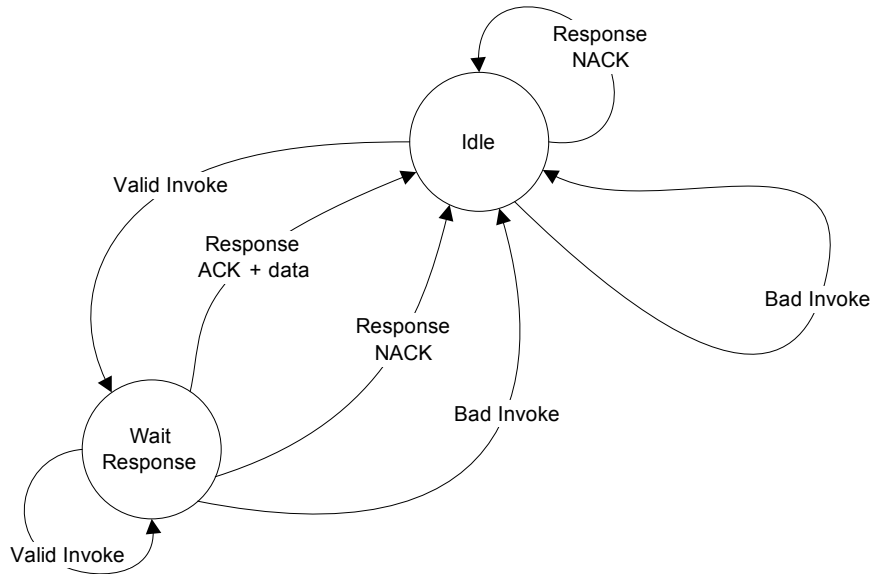 Response
NACK
Idle
Valid Invoke
Response
ACK + data
Bad Invoke
Response
NACK
Bad Invoke
Wait
Response
Valid Invoke